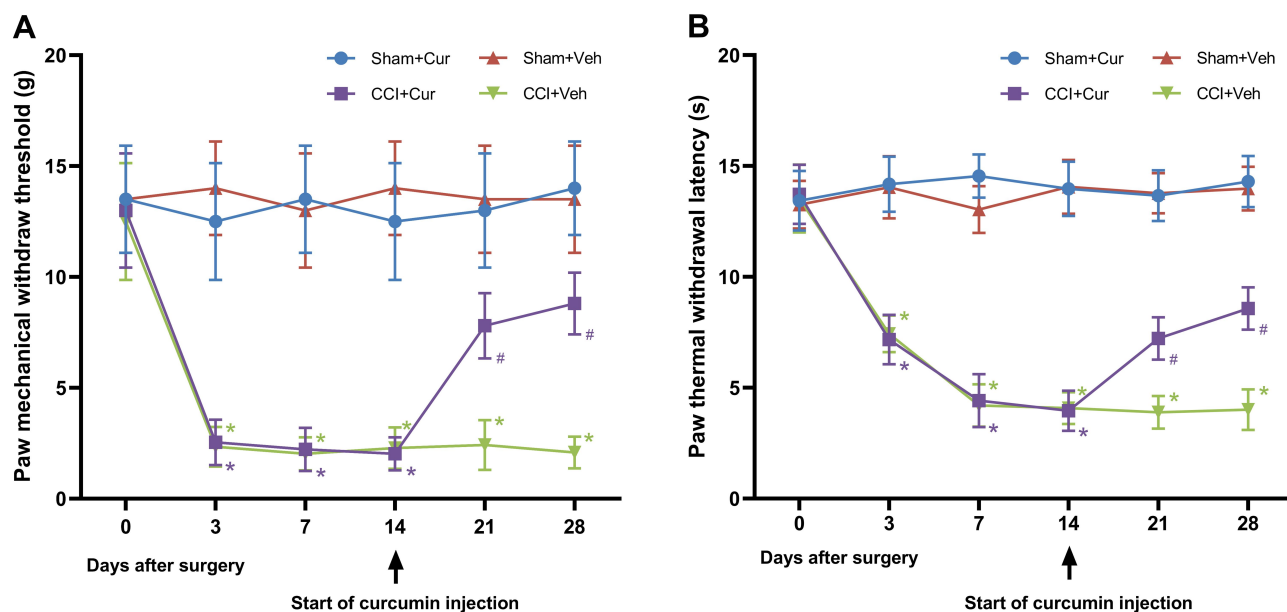 A
Paw mechanical withdraw threshold (g)
20
15
10
5
0
Sham+Cur
Sham+Veh
CCI+Cur
CCI+Veh
* * * * * *
* *
# #
0 3 7 14 21 28
Days after surgery
Start of curcumin injection
B
Paw thermal withdrawal latency (s)
20
15
10
5
0
Sham+Cur
Sham+Veh
CCI+Cur
CCI+Veh
* * * * * *
* *
# #
0 3 7 14 21 28
Days after surgery
Start of curcumin injection